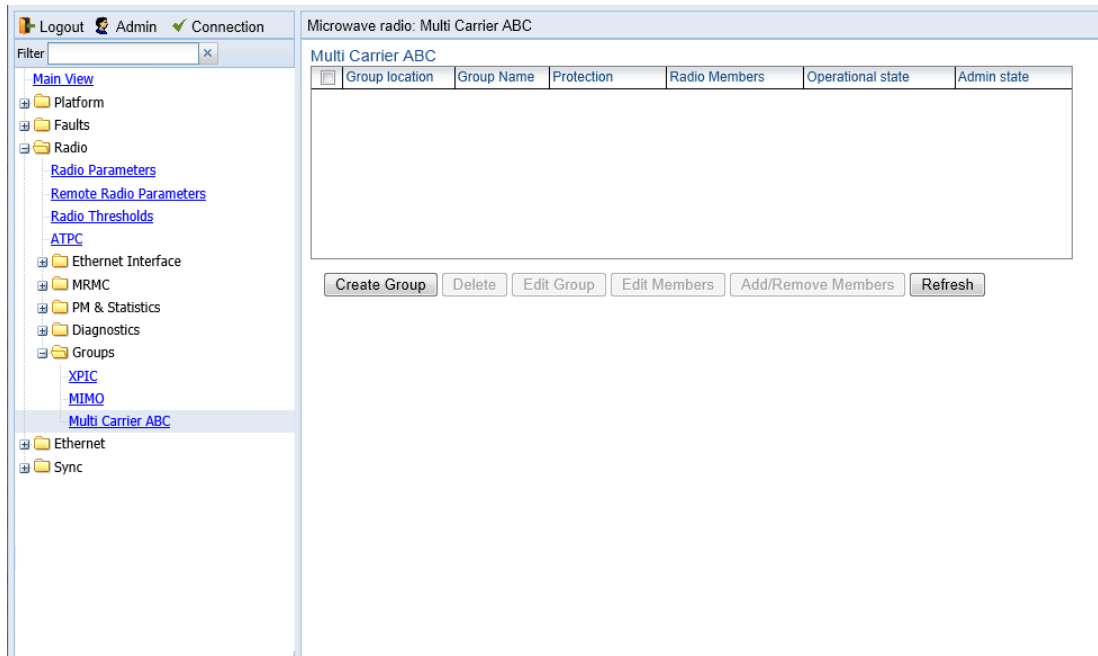 Logout Admin Connection
Filter
Main View
Platform
Faults
Radio
Radio Parameters
Remote Radio Parameters
Radio Thresholds
ATPC
Ethernet Interface
MRMC
PM & Statistics
Diagnostics
Groups
XPIC
MIMO
Multi Carrier ABC
Ethernet
Sync
Microwave radio: Multi Carrier ABC
Multi Carrier ABC
Group location Group Name Protection Radio Members Operational state Admin state
Create Group Delete Edit Group Edit Members Add/Remove Members Refresh